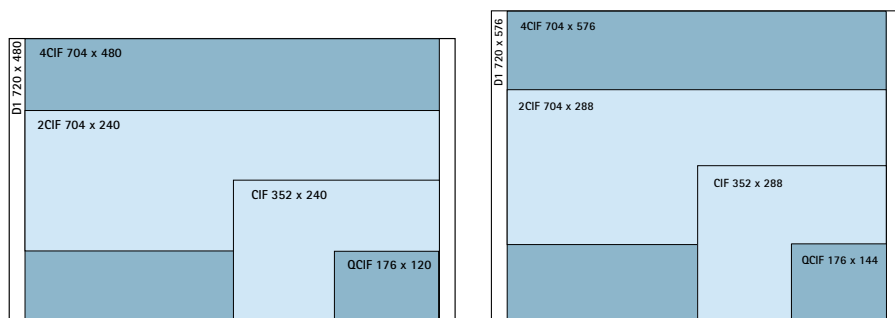 D1 720 x 480
4CIF 704 x 480
2CIF 704 x 240
CIF 352 x 240
QCIF 176 x 120
D1 720 x 576
4CIF 704 x 576
2CIF 704 x 288
CIF 352 x 288
QCIF 176 x 144